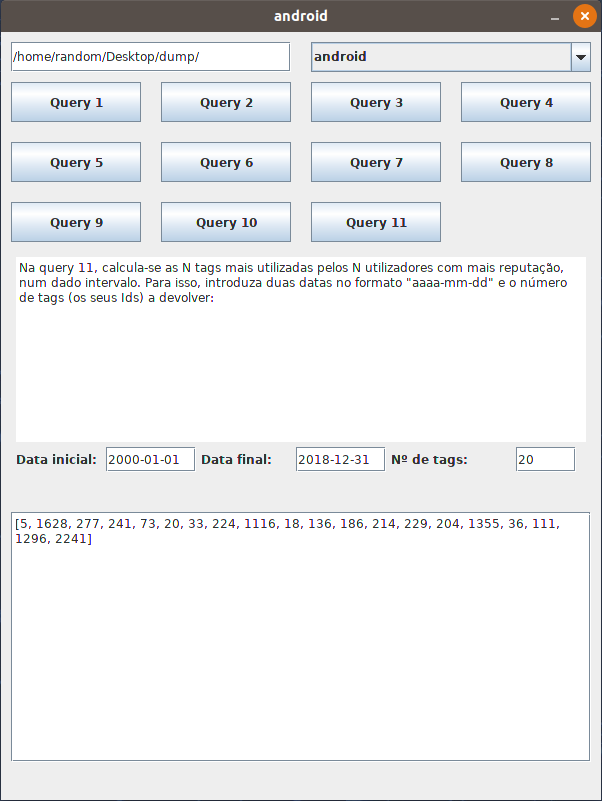 android
/home/random/Desktop/dump/
android
Query 1
Query 2
Query 3
Query 4
Query 5
Query 6
Query 7
Query 8
Query 9
Query 10
Query 11
Na query 11, calcula-se as N tags mais utilizadas pelos N utilizadores com mais reputação,
num dado intervalo. Para isso, introduza duas datas no formato "aaaa-mm-dd" e o número
de tags (os seus Ids) a devolver:
Data inicial: 2000-01-01 Data final: 2018-12-31 Nº de tags: 20
[5, 1628, 277, 241, 73, 20, 33, 224, 1116, 18, 136, 186, 214, 229, 204, 1355, 36, 111,
1296, 2241]